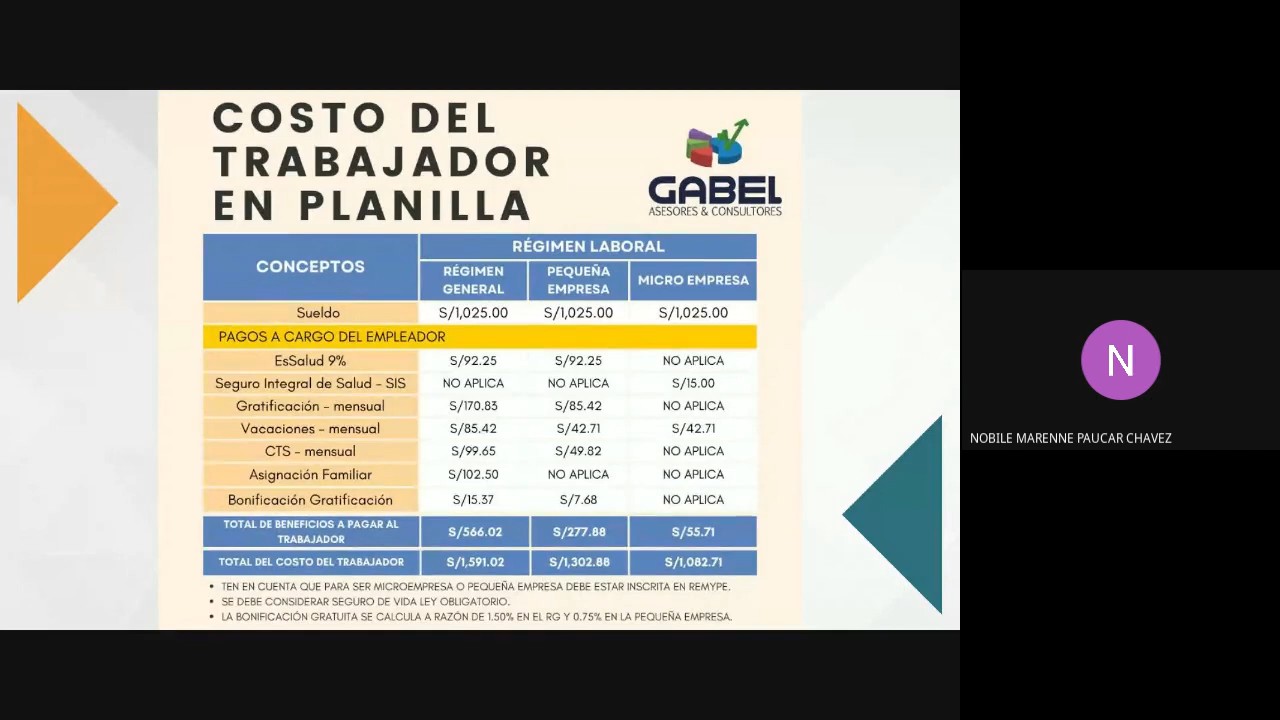 COSTO DEL
TRABAJADOR
EN PLANILLA
GABEL
ASESORES & CONSULTORES
CONCEPTOS
RÉGIMEN LABORAL
RÉGIMEN GENERAL
PEQUEÑA EMPRESA
MICRO EMPRESA
Sueldo S/1,025.00 S/1,025.00 S/1,025.00
PAGOS A CARGO DEL EMPLEADOR
EsSalud 9% S/92.25 S/92.25 NO APLICA
Seguro Integral de Salud - SIS NO APLICA NO APLICA S/15.00
Gratificación - mensual S/170.83 S/85.42 NO APLICA
Vacaciones - mensual S/85.42 S/42.71 S/42.71
CTS - mensual S/99.65 S/49.82 NO APLICA
Asignación Familiar S/102.50 NO APLICA NO APLICA
Bonificación Gratificación S/15.37 S/7.68 NO APLICA
TOTAL DE BENEFICIOS A PAGAR AL TRABAJADOR S/566.02 S/277.88 S/55.71
TOTAL DEL COSTO DEL TRABAJADOR S/1,591.02 S/1,302.88 S/1,082.71
• TEN EN CUENTA QUE PARA SER MICROEMPRESA O PEQUEÑA EMPRESA DEBE ESTAR INSCRITA EN REMYPE.
• SE DEBE CONSIDERAR SEGURO DE VIDA LEY OBLIGATORIO.
• LA BONIFICACIÓN GRATUITA SE CALCULA A RAZÓN DE 1.50% EN EL RG Y 0.75% EN LA PEQUEÑA EMPRESA.
N
NOBILE MARENNE PAUCAR CHAVEZ